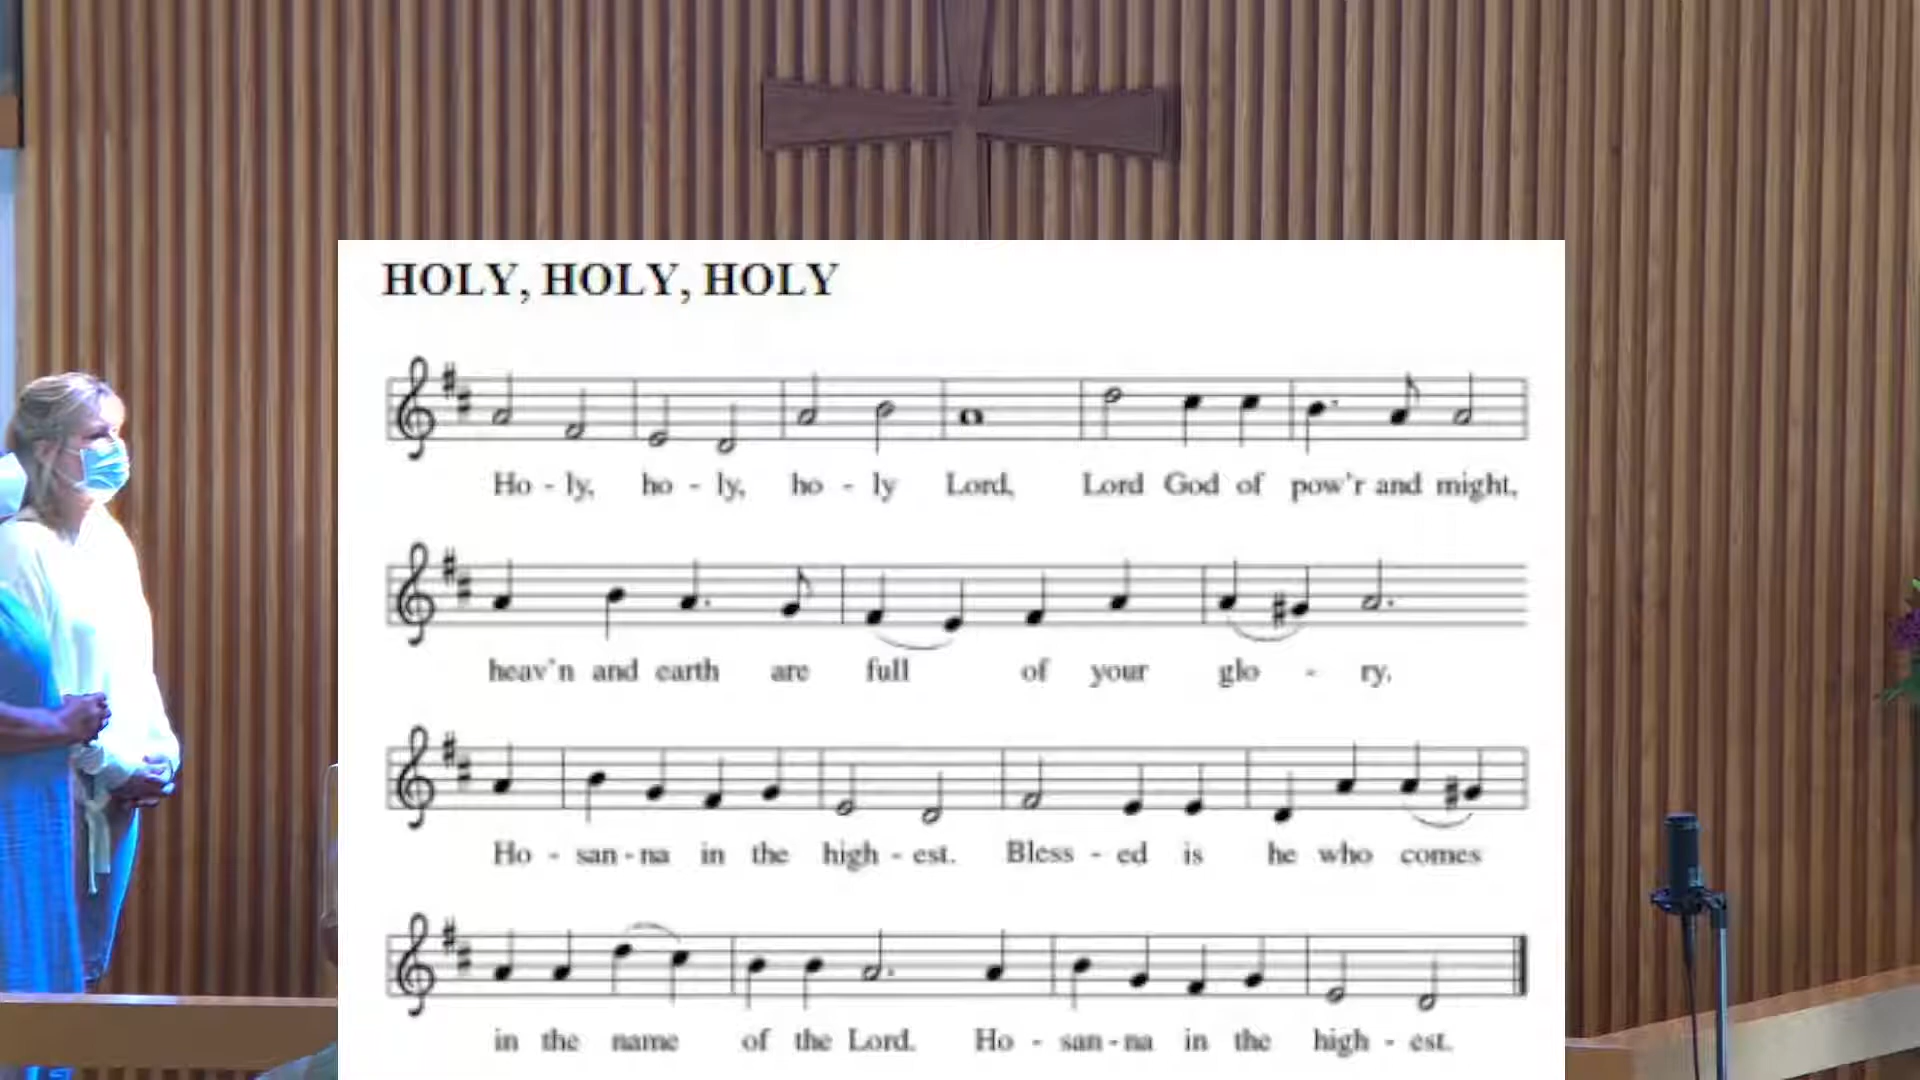 HOLY, HOLY, HOLY
Ho - ly, ho - ly, ho - ly Lord, Lord God of pow'r and might,
heav'n and earth are full of your glo - ry.
Ho - san - na in the high - est. Bless - ed is he who comes
in the name of the Lord. Ho - san - na in the high - est.